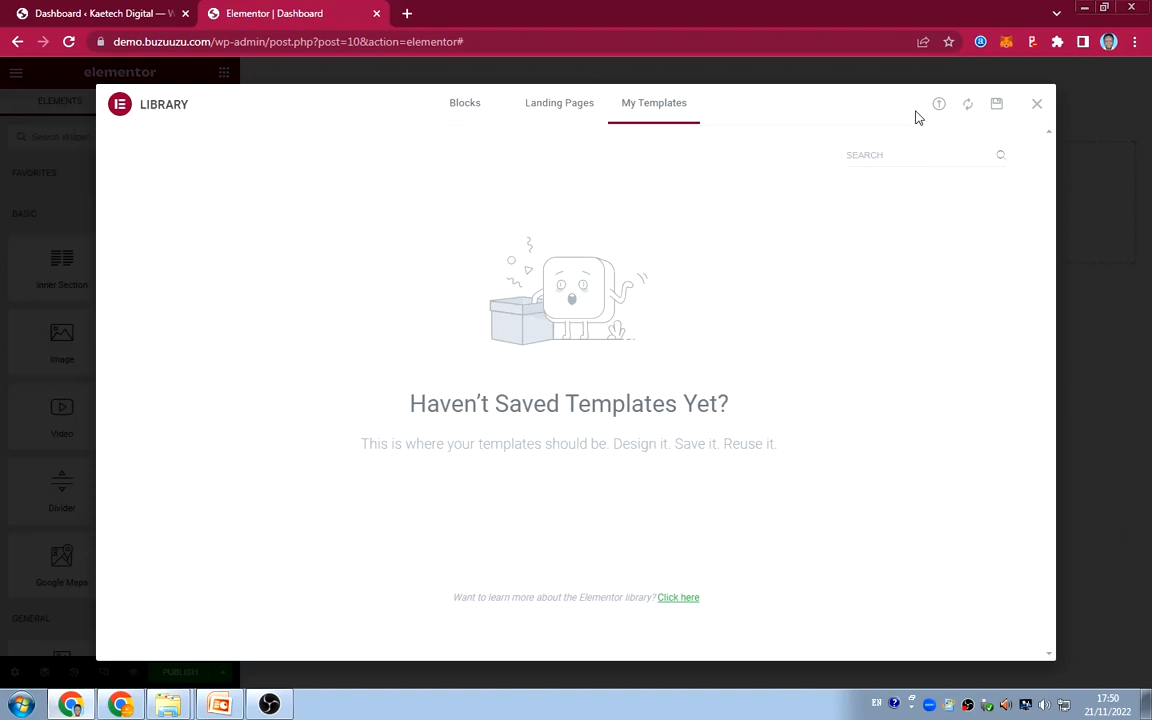 Dashboard ‹ Kaetech Digital — W
Elementor | Dashboard
demo.buzuuzu.com/wp-admin/post.php?post=10&action=elementor#
elementor
ELEMENTS
Search Widget
FAVORITES
BASIC
Inner Section
Image
Video
Divider
Google Maps
GENERAL
PUBLISH
LIBRARY
Blocks
Landing Pages
My Templates
SEARCH
Haven't Saved Templates Yet?
This is where your templates should be. Design it. Save it. Reuse it.
Want to learn more about the Elementor library? Click here
EN
17:50
21/11/2022